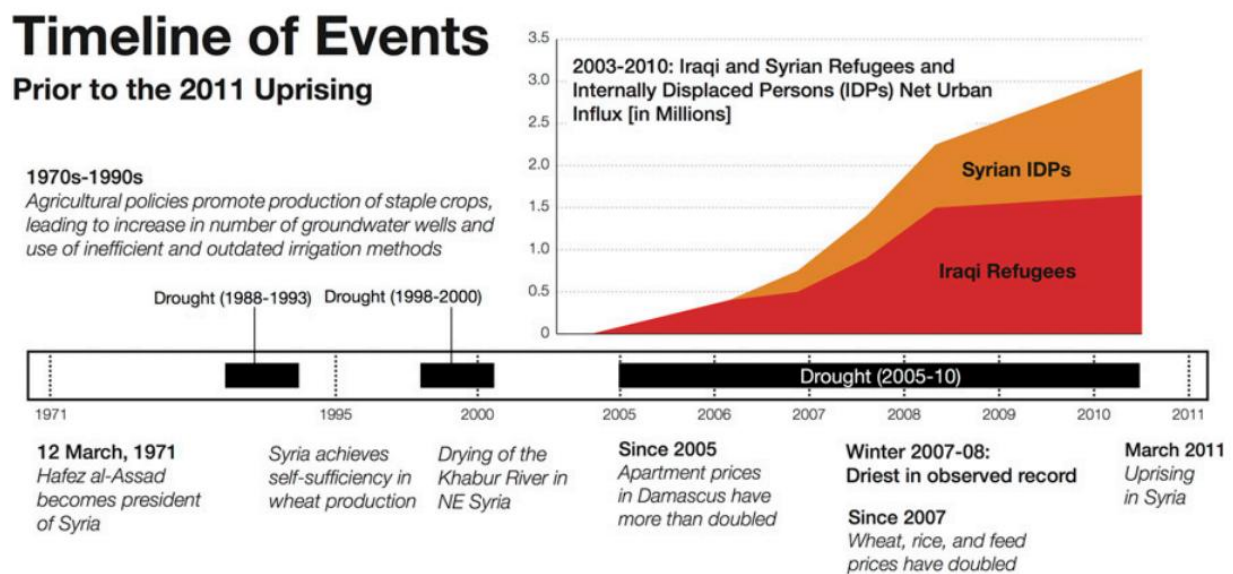 Timeline of Events
Prior to the 2011 Uprising
3.5
3.0
2.5
2.0
1.5
1.0
0.5
0
2003-2010: Iraqi and Syrian Refugees and
Internally Displaced Persons (IDPs) Net Urban
Influx [in Millions]
Syrian IDPs
Iraqi Refugees
1970s-1990s
Agricultural policies promote production of staple crops,
leading to increase in number of groundwater wells and
use of inefficient and outdated irrigation methods
Drought (1988-1993)
Drought (1998-2000)
Drought (2005-10)
1971
1995
2000
2005
2006
2007
2008
2009
2010
2011
12 March, 1971
Hafez al-Assad
becomes president
of Syria
Syria achieves
self-sufficiency in
wheat production
Drying of the
Khabur River in
NE Syria
Since 2005
Apartment prices
in Damascus have
more than doubled
Winter 2007-08:
Driest in observed record
Since 2007
Wheat, rice, and feed
prices have doubled
March 2011
Uprising
in Syria